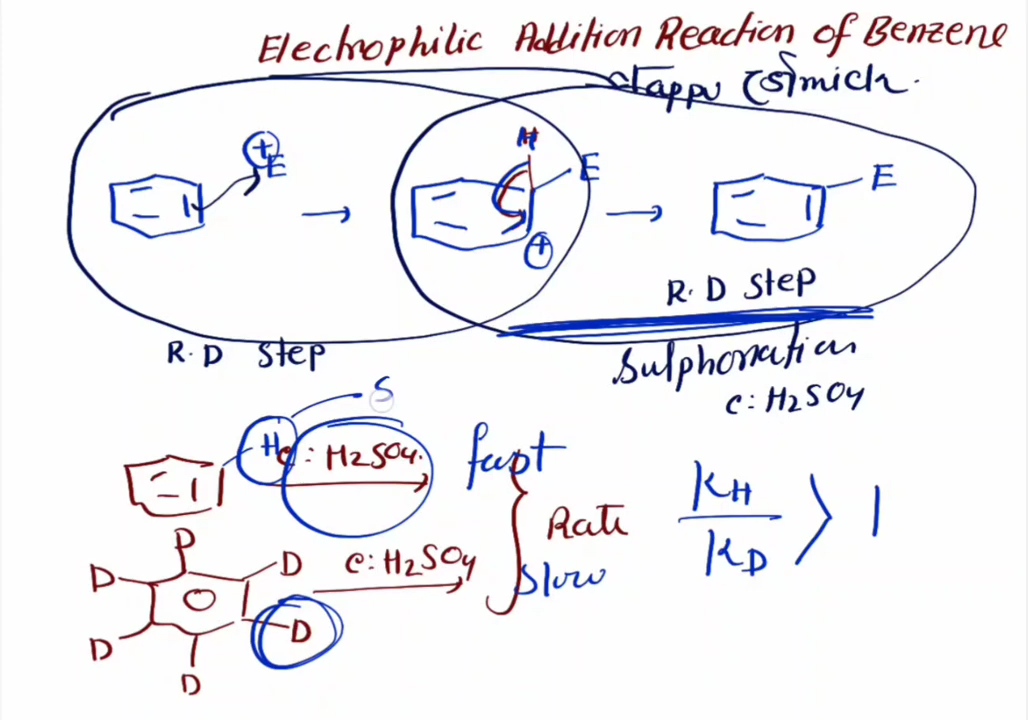 Electrophilic Addition Reaction of Benzene
H
E
E
E
R.D Step
R.D Step
Sulphonation
C: H2SO4
S
H
C: H2SO4.
fast
Rate
Slow
KH
KD
> 1
D
D
D
C: H2SO4
D
D
D